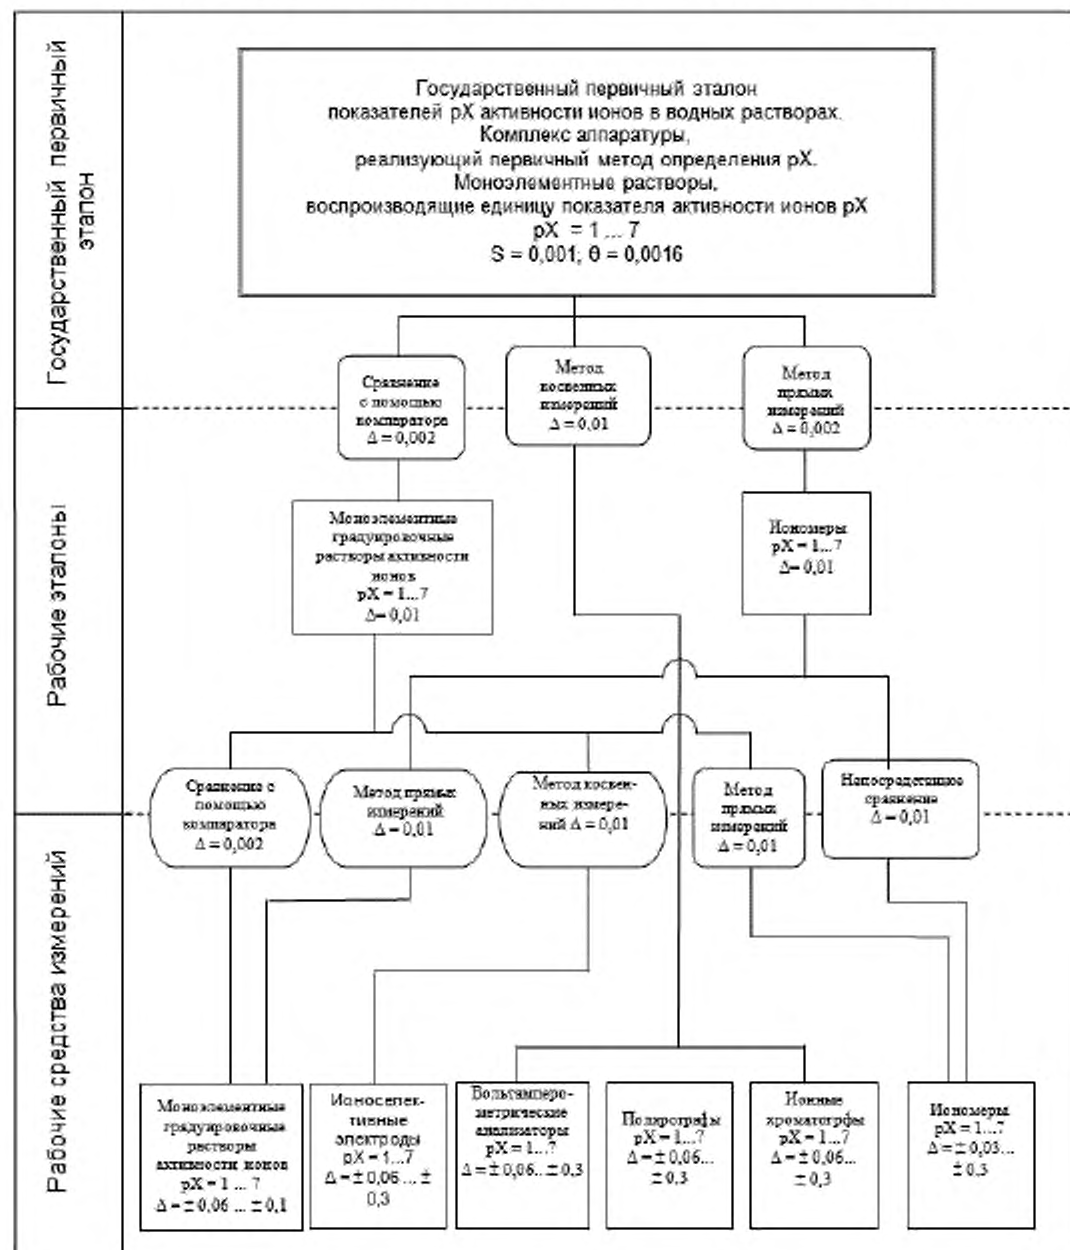 Государственный первичный
эталон
Государственный первичный эталон
показателей рХ активности ионов в водных растворах.
Комплекс аппаратуры,
реализующий первичный метод определения рХ.
Моноэлементные растворы,
воспроизводящие единицу показателя активности ионов рХ
рХ = 1 ... 7
S = 0,001; θ = 0,0016
Сравнение
с помощью
компаратора
Δ = 0,002
Метод
косвенных
измерений
Δ = 0,01
Метод
прямых
измерений
Δ = 0,002
Рабочие эталоны
Моноэлементные
градуировочные
растворы активности
ионов
рХ = 1...7
Δ= 0,01
Иономеры
рХ = 1...7
Δ= 0,01
Сравнение с
помощью
компаратора
Δ = 0,002
Метод прямых
измерений
Δ = 0,01
Метод косвен-
ных измере-
ний Δ = 0,01
Метод
прямых
измерений
Δ = 0,01
Непосредственное
сравнение
Δ = 0,01
Рабочие средства измерений
Моноэлементные
градуировочные
растворы
активности ионов
рХ = 1 ... 7
Δ = ± 0,06 ... ± 0,1
Ионоселек-
тивные
электроды
рХ = 1...7
Δ = ± 0,06 ... ±
0,3
Вольтамперо-
метрические
анализаторы
рХ = 1...7
Δ = ± 0,06... ± 0,3
Полярографы
рХ = 1...7
Δ = ± 0,06...
± 0,3
Ионные
хроматогрфы
рХ = 1...7
Δ = ± 0,06...
± 0,3
Иономеры
рХ = 1...7
Δ = ± 0,03...
± 0,3